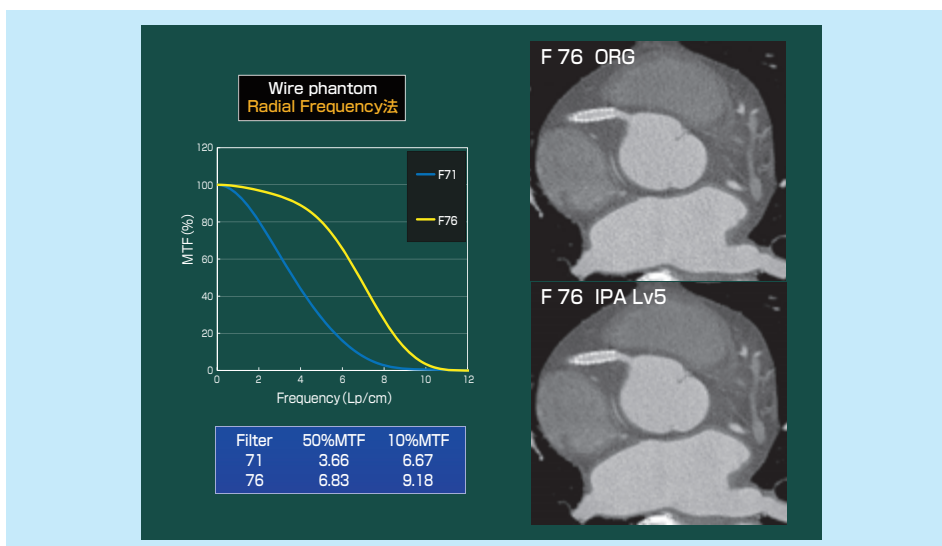 Wire phantom
Radial Frequency法
120
100
80
60
40
20
0
MTF(%)
F71
F76
0 2 4 6 8 10 12
Frequency(Lp/cm)
Filter 50%MTF 10%MTF
71 3.66 6.67
76 6.83 9.18
F 76 ORG
F 76 IPA Lv5